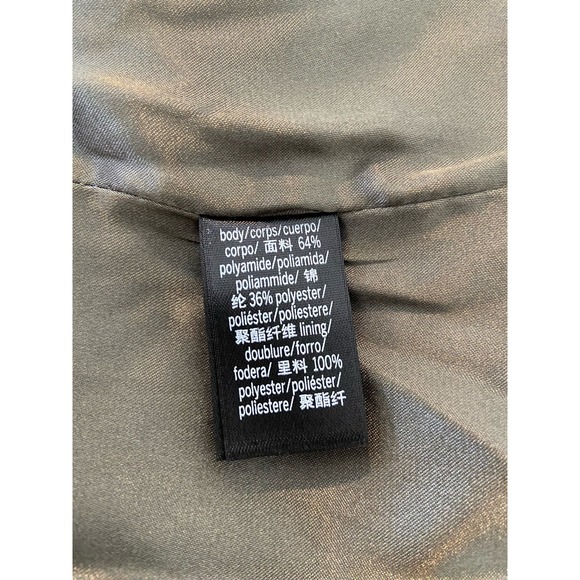 body/corps/cuerpo/
corpo/ 面料 64%
polyamide/poliamida/
poliammide/ 锦
纶 36% polyester/
poliéster/poliestere/
聚酯纤维 lining/
doublure/forro/
fodera/ 里料 100%
polyester/poliéster/
poliestere/ 聚酯纤